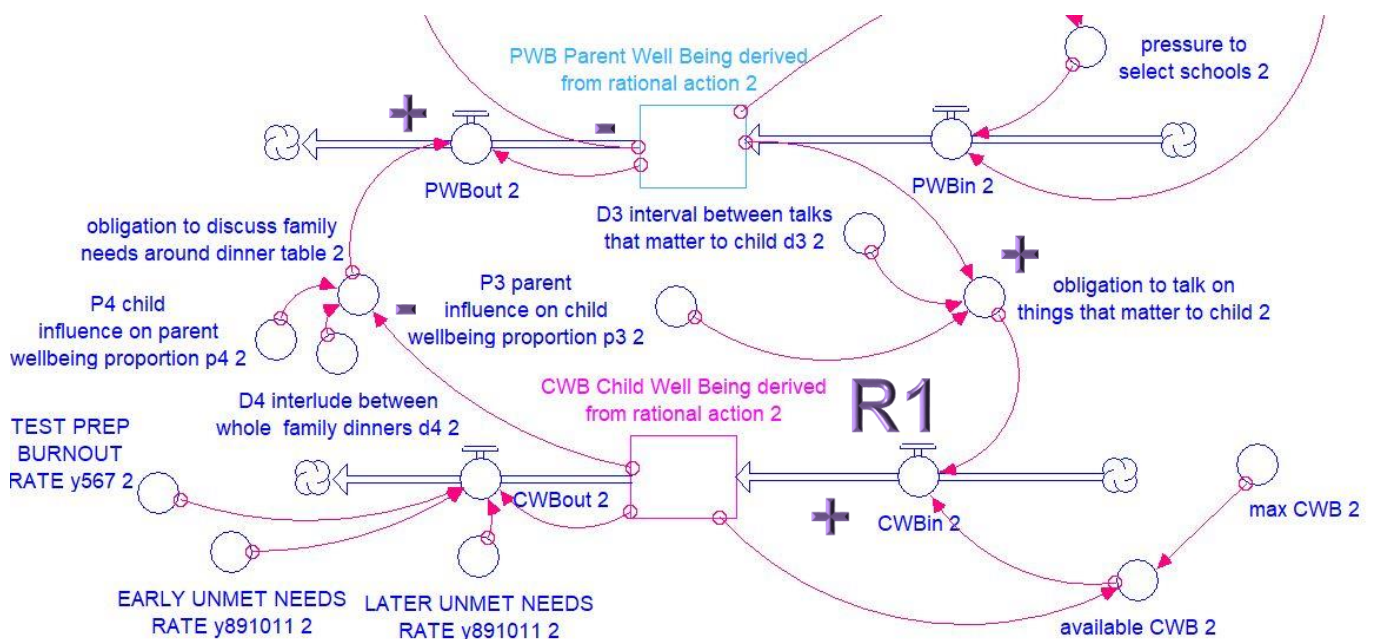 PWB Parent Well Being derived
from rational action 2
pressure to
select schools 2
+
-
PWBout 2
PWBin 2
obligation to discuss family
needs around dinner table 2
D3 interval between talks
that matter to child d3 2
+
P4 child
influence on parent
wellbeing proportion p4 2
-
P3 parent
influence on child
wellbeing proportion p3 2
obligation to talk on
things that matter to child 2
D4 interlude between
whole family dinners d4 2
CWB Child Well Being derived
from rational action 2
R1
TEST PREP
BURNOUT
RATE y567 2
CWBout 2
+
CWBin 2
max CWB 2
EARLY UNMET NEEDS
RATE y891011 2
LATER UNMET NEEDS
RATE y891011 2
available CWB 2